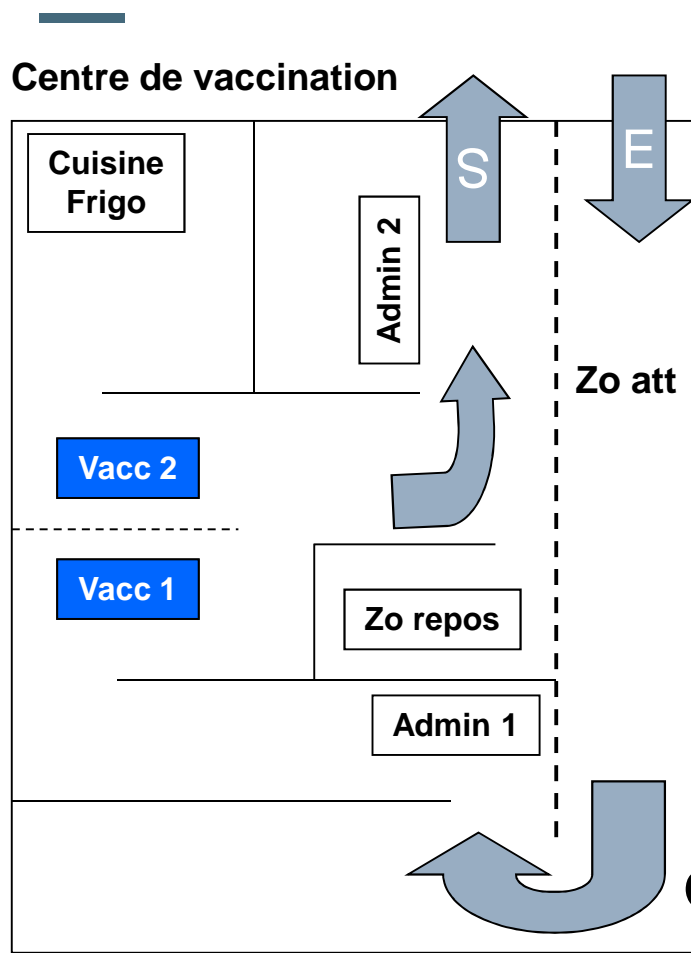 Centre de vaccination
S
E
Cuisine
Frigo
Admin 2
Zo att
Vacc 2
Vacc 1
Zo repos
Admin 1